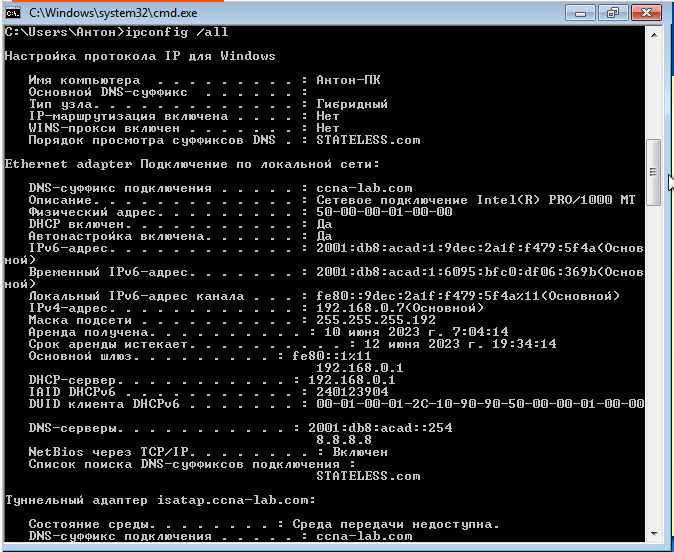 C:\Windows\system32\cmd.exe
C:\Users\Антон>ipconfig /all
Настройка протокола IP для Windows
Имя компьютера . . . . . . . . . : Антон-ПК
Основной DNS-суффикс . . . . . . :
Тип узла. . . . . . . . . . . . . : Гибридный
IP-маршрутизация включена . . . . : Нет
WINS-прокси включен . . . . . . . : Нет
Порядок просмотра суффиксов DNS . : STATELESS.com
Ethernet adapter Подключение по локальной сети:
DNS-суффикс подключения . . . . . : ccna-lab.com
Описание. . . . . . . . . . . . . : Сетевое подключение Intel(R) PRO/1000 MT
Физический адрес. . . . . . . . . : 50-00-00-01-00-00
DHCP включен. . . . . . . . . . . : Да
Автонастройка включена. . . . . . : Да
IPv6-адрес. . . . . . . . . . . . : 2001:db8:acad:1:9dec:2a1f:f479:5f4a(Основ
ной)
Временный IPv6-адрес. . . . . . . : 2001:db8:acad:1:6095:bfc0:df06:369b(Основ
ной)
Локальный IPv6-адрес канала . . . : fe80::9dec:2a1f:f479:5f4a%11(Основной)
IPv4-адрес. . . . . . . . . . . . : 192.168.0.7(Основной)
Маска подсети . . . . . . . . . . : 255.255.255.192
Аренда получена. . . . . . . . . . : 10 июня 2023 г. 7:04:14
Срок аренды истекает. . . . . . . . . . : 12 июня 2023 г. 19:34:14
Основной шлюз. . . . . . . . . : fe80::1%11
192.168.0.1
DHCP-сервер. . . . . . . . . . . : 192.168.0.1
IAID DHCPv6 . . . . . . . . . . . : 240123904
DUID клиента DHCPv6 . . . . . . . : 00-01-00-01-2C-10-90-90-50-00-00-01-00-00
DNS-серверы. . . . . . . . . . . : 2001:db8:acad::254
8.8.8.8
NetBios через TCP/IP. . . . . . . . : Включен
Список поиска DNS-суффиксов подключения :
STATELESS.com
Туннельный адаптер isatap.ccna-lab.com:
Состояние среды. . . . . . . . : Среда передачи недоступна.
DNS-суффикс подключения . . . . . : ccna-lab.com